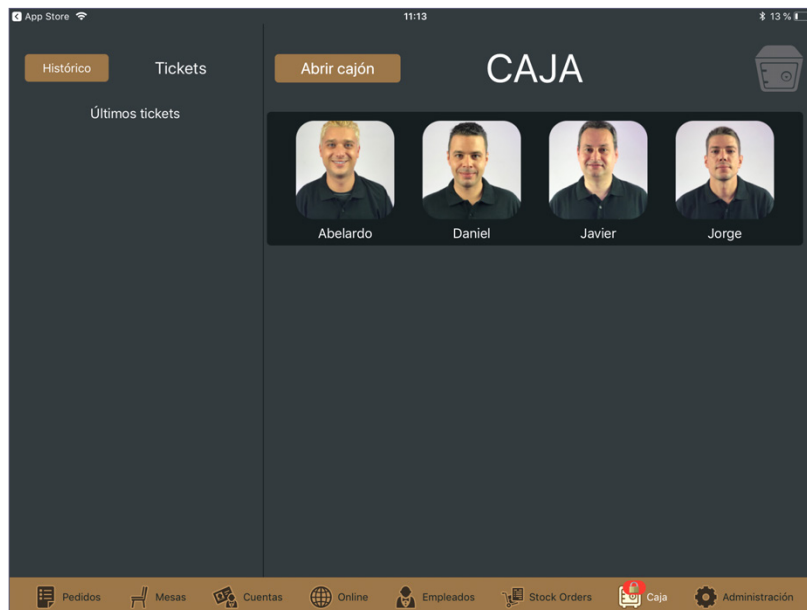 App Store
11:13
13 %
Histórico
Tickets
Últimos tickets
Abrir cajón
CAJA
Abelardo
Daniel
Javier
Jorge
Pedidos
Mesas
Cuentas
Online
Empleados
Stock Orders
Caja
Administración